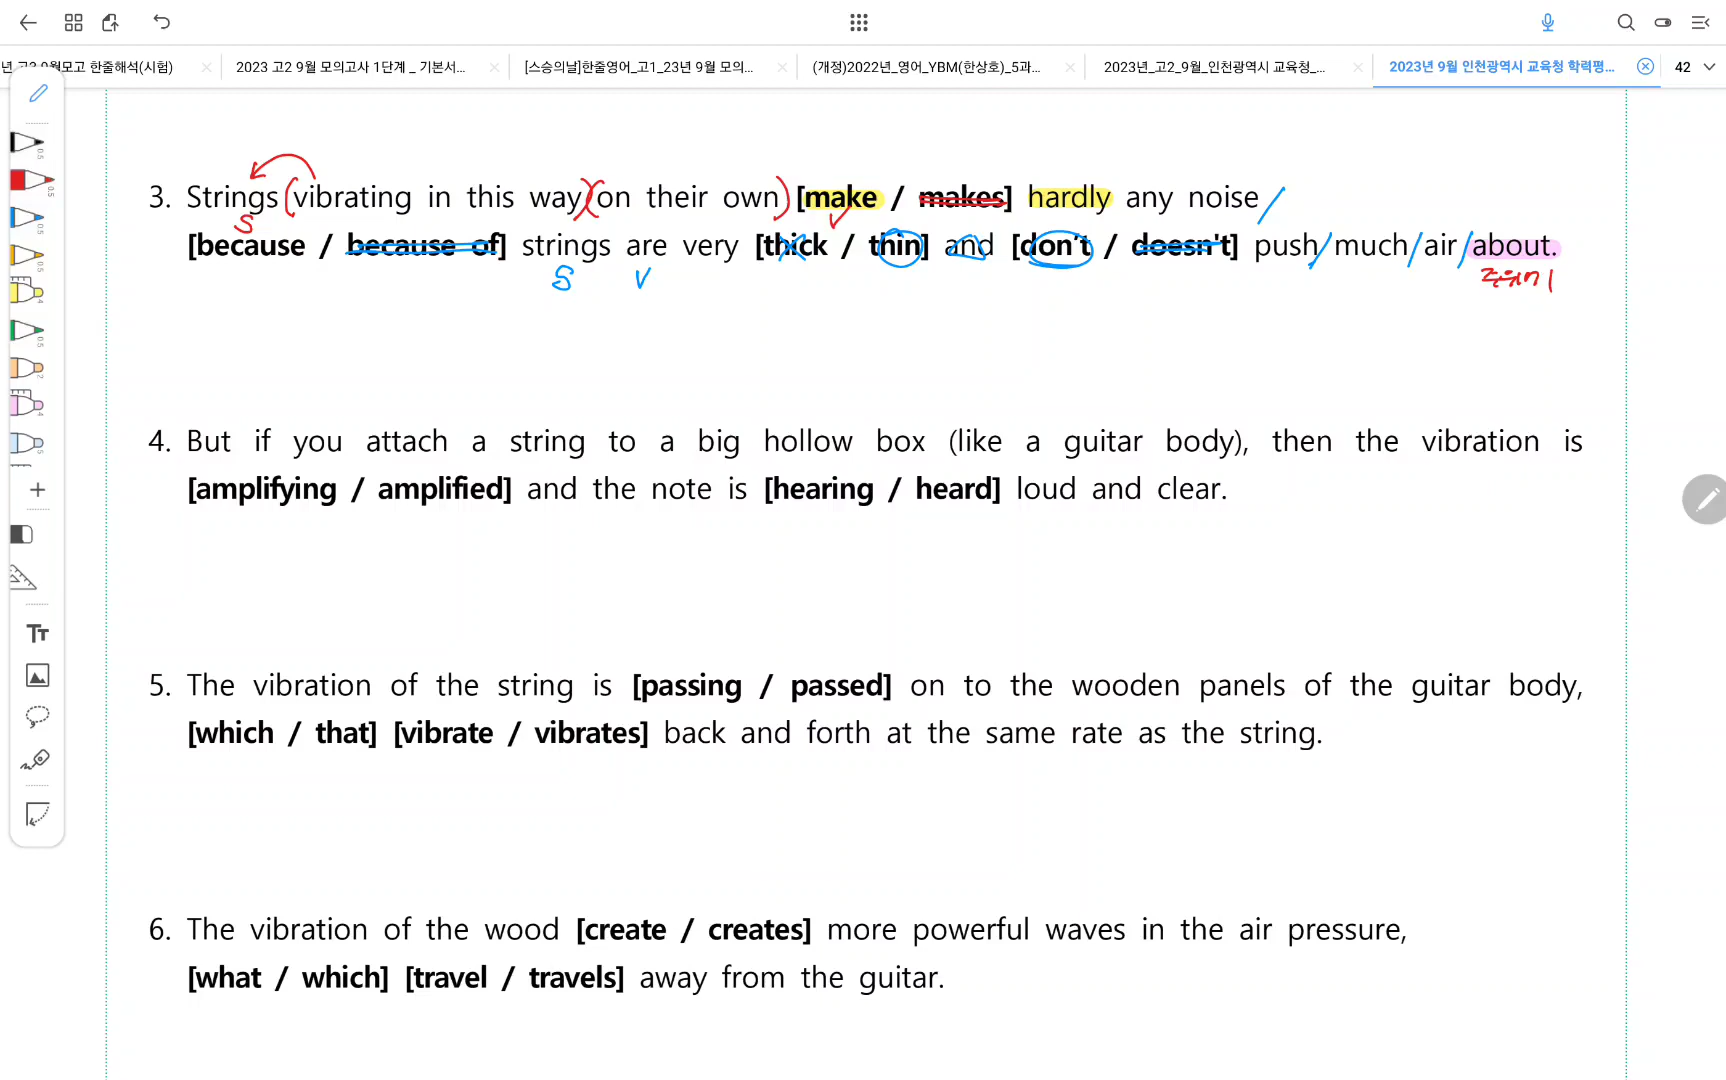 년 고3 9월모고 한줄해석(시험) 2023 고2 9월 모의고사 1단계 _ 기본서... [스승의날]한줄영어_고1_23년 9월 모의... (개정)2022년_영어_YBM(한상호)_5과... 2023년_고2_9월_인천광역시 교육청_... 2023년 9월 인천광역시 교육청 학력평... 42
3. Strings (vibrating in this way)(on their own) [make / makes] hardly any noise /
S
[because / because of] strings are very [thick / thin] and [don't / doesn't] push / much / air / about.
S V
4. But if you attach a string to a big hollow box (like a guitar body), then the vibration is
[amplifying / amplified] and the note is [hearing / heard] loud and clear.
5. The vibration of the string is [passing / passed] on to the wooden panels of the guitar body,
[which / that] [vibrate / vibrates] back and forth at the same rate as the string.
6. The vibration of the wood [create / creates] more powerful waves in the air pressure,
[what / which] [travel / travels] away from the guitar.
Tт